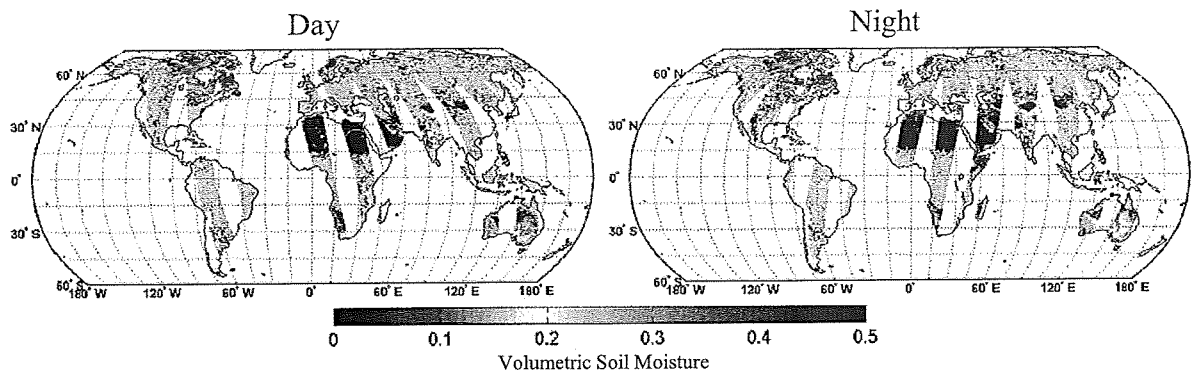 Day
Night
60° N
30° N
0°
30° S
60° S
180° W
120° W
60° W
0°
60° E
120° E
180° E
60° N
30° N
0°
30° S
60° S
180° W
120° W
60° W
0°
60° E
120° E
180° E
0
0.1
0.2
0.3
0.4
0.5
Volumetric Soil Moisture